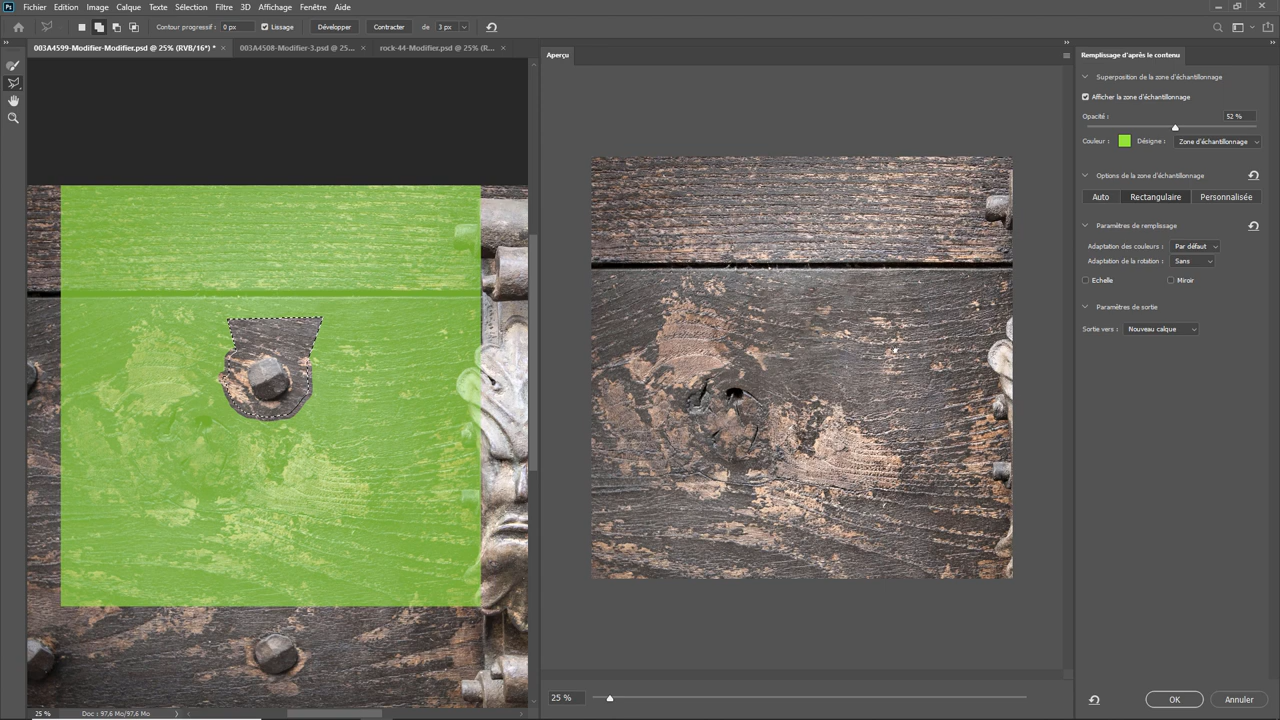 Ps Fichier Edition Image Calque Texte Sélection Filtre 3D Affichage Fenêtre Aide
Contour progressif : 0 px Lissage Développer Contracter de 3 px
003A4599-Modifier-Modifier.psd @ 25% (RVB/16*) * × 003A4508-Modifier-3.psd @ 25... × rock-44-Modifier.psd @ 25% (R... ×
Aperçu
Remplissage d'après le contenu
Superposition de la zone d'échantillonnage
Afficher la zone d'échantillonnage
Opacité : 52 %
Couleur : Désigne : Zone d'échantillonnage
Options de la zone d'échantillonnage
Auto Rectangulaire Personnalisée
Paramètres de remplissage
Adaptation des couleurs : Par défaut
Adaptation de la rotation : Sans
Echelle Miroir
Paramètres de sortie
Sortie vers : Nouveau calque
25 %
OK Annuler
25 % Doc : 97,6 Mo/97,6 Mo